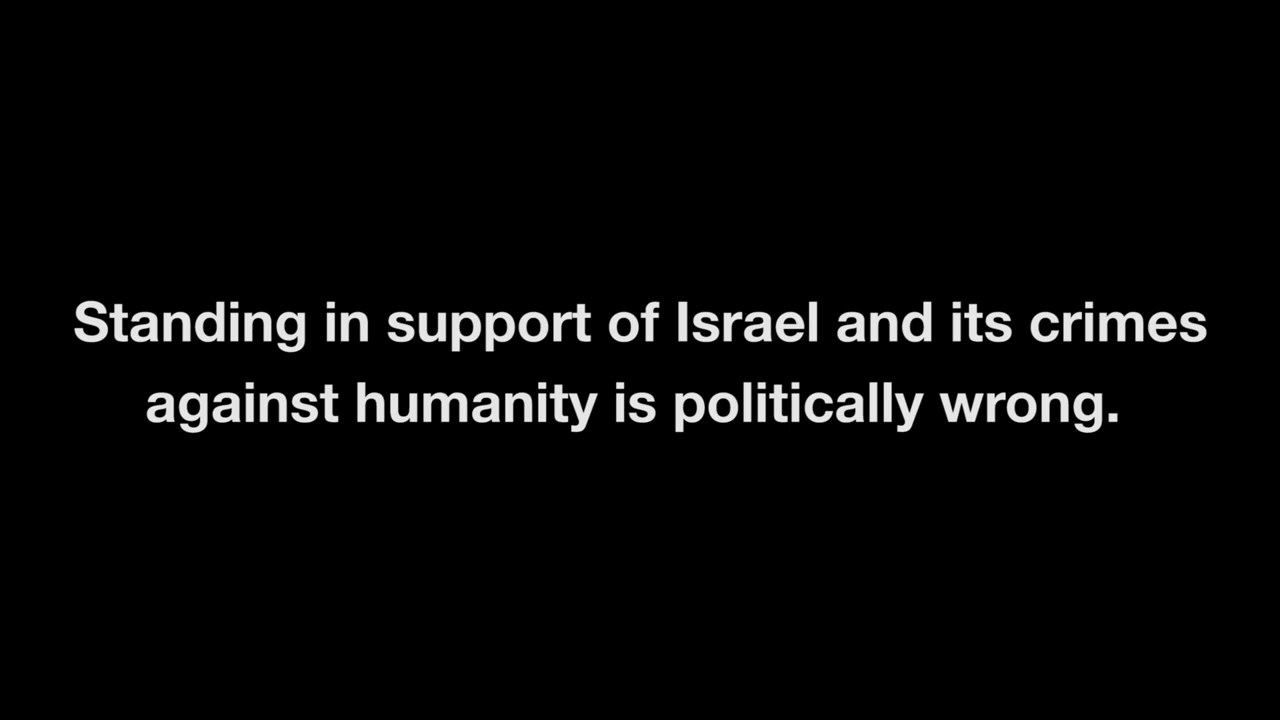 Standing in support of Israel and its crimes
against humanity is politically wrong.